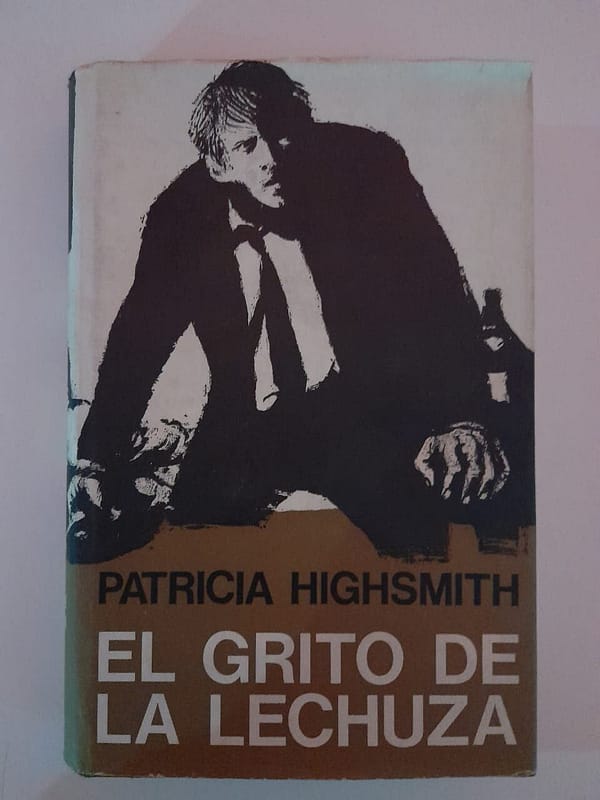 PATRICIA HIGHSMITH
EL GRITO DE
LA LECHUZA